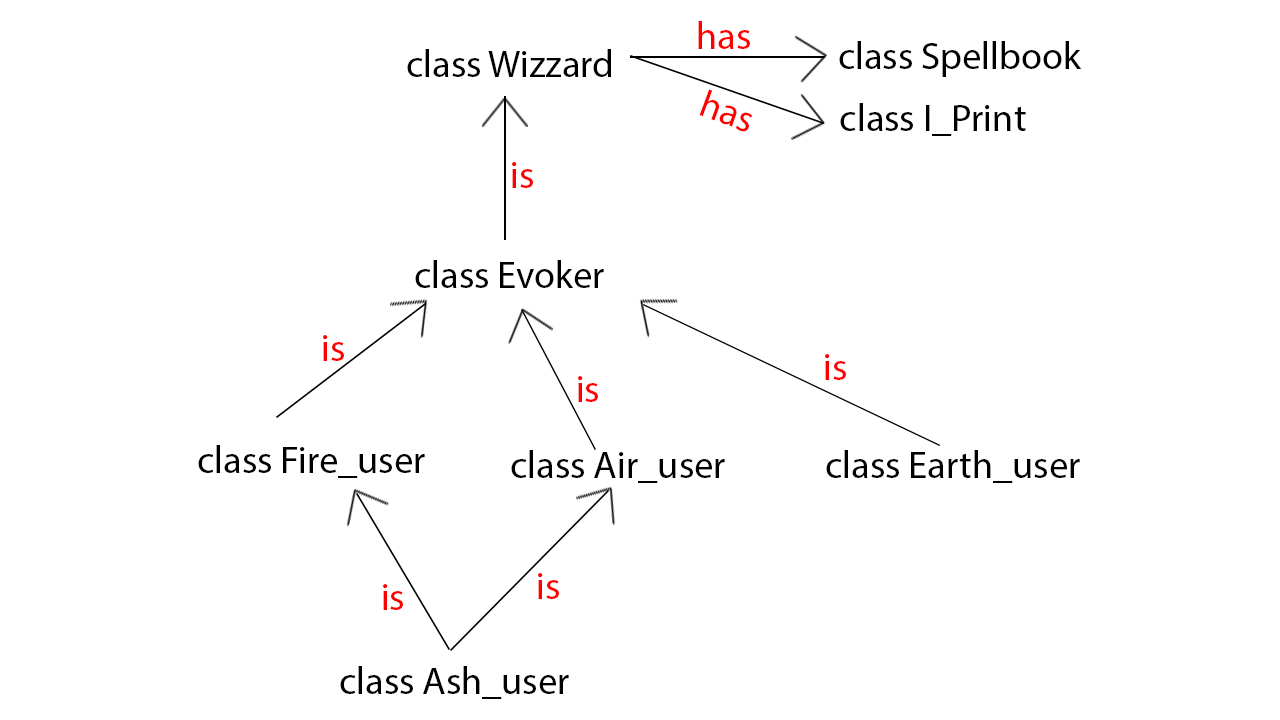 has
class Wizzard
class Spellbook
has
class I_Print
is
class Evoker
is
is
is
class Fire_user
class Air_user
class Earth_user
is
is
class Ash_user